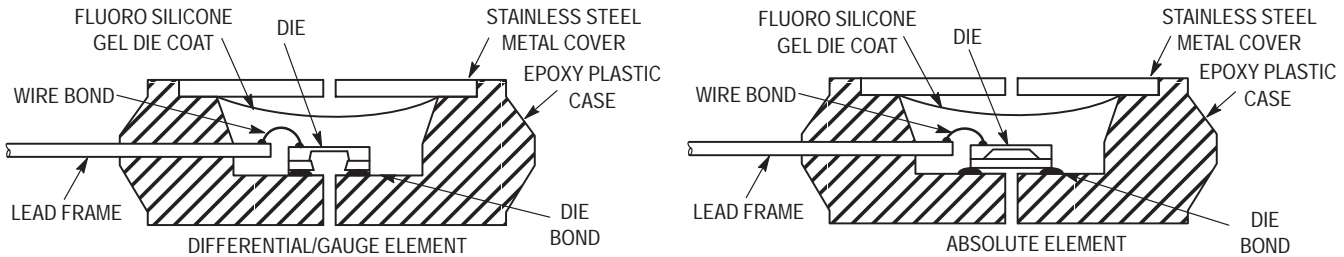 FLUORO SILICONE
GEL DIE COAT
DIE
STAINLESS STEEL
METAL COVER
EPOXY PLASTIC
CASE
WIRE BOND
LEAD FRAME
DIE
BOND
DIFFERENTIAL/GAUGE ELEMENT
FLUORO SILICONE
GEL DIE COAT
DIE
STAINLESS STEEL
METAL COVER
EPOXY PLASTIC
CASE
WIRE BOND
LEAD FRAME
DIE
BOND
ABSOLUTE ELEMENT